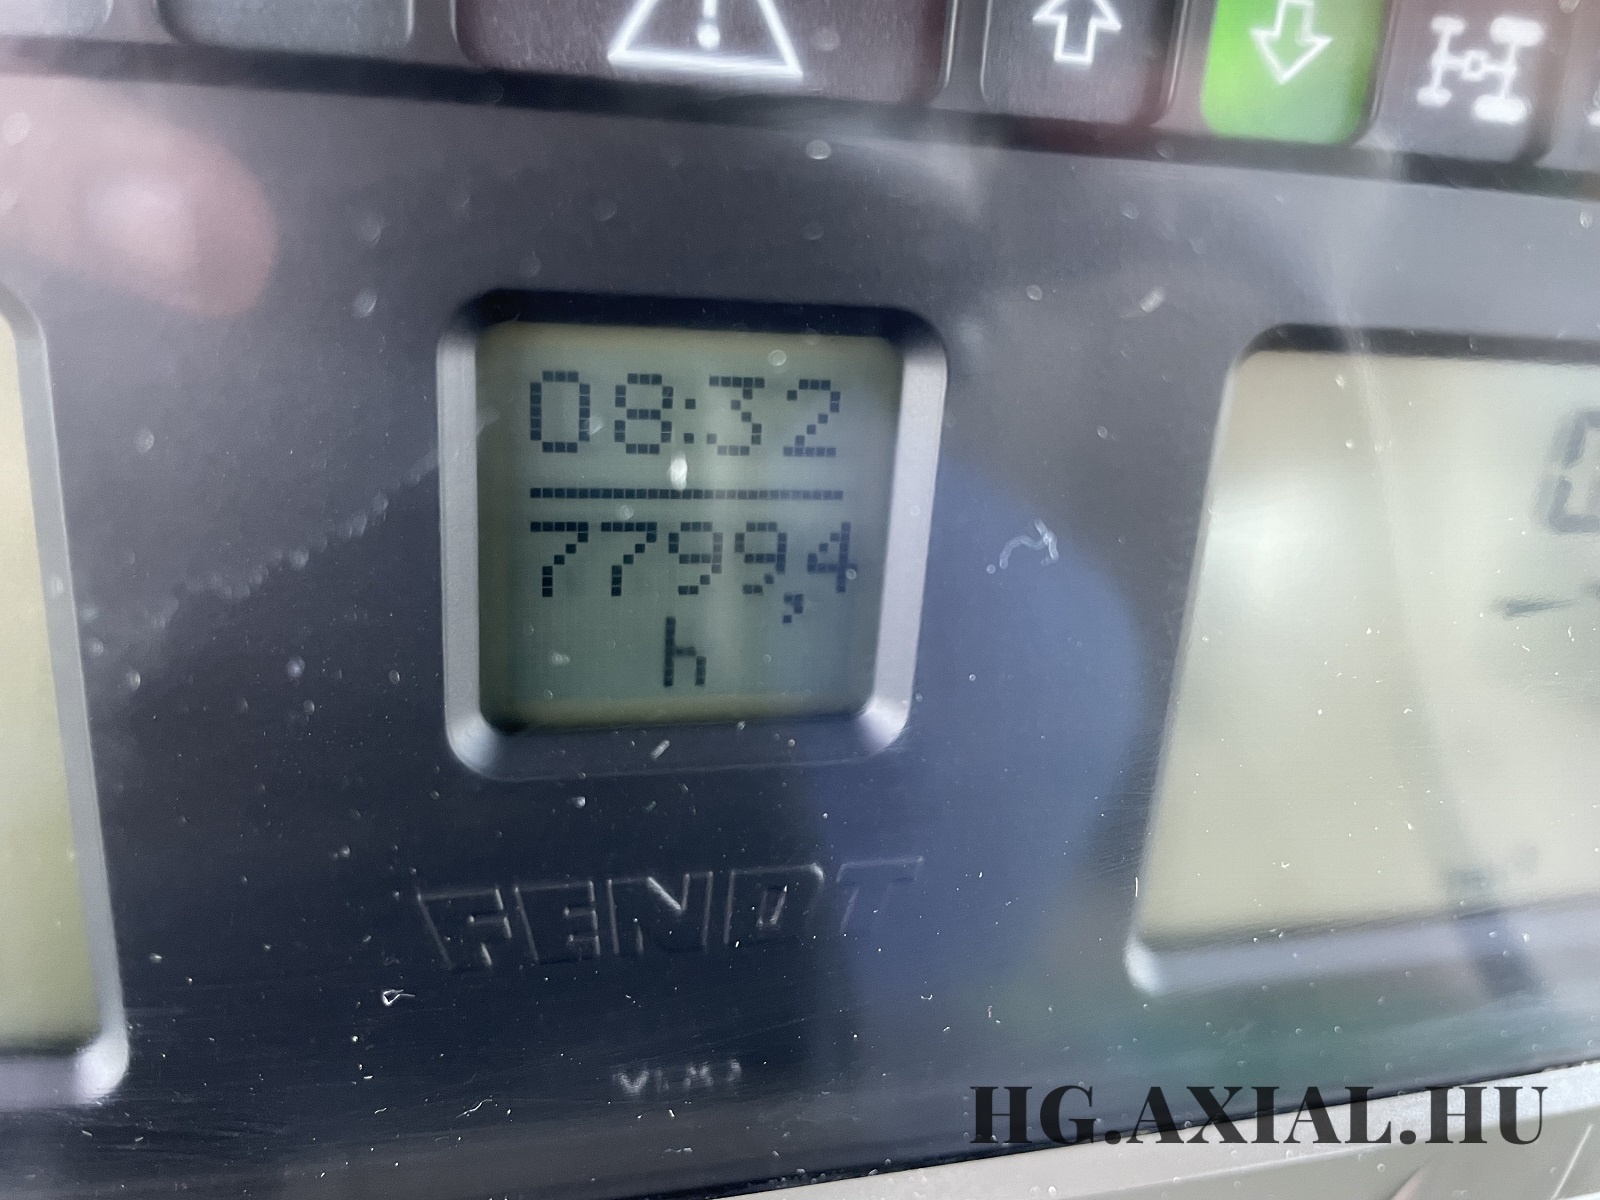 08:32
7799,4
h
FENDT
HG.AXIAL.HU